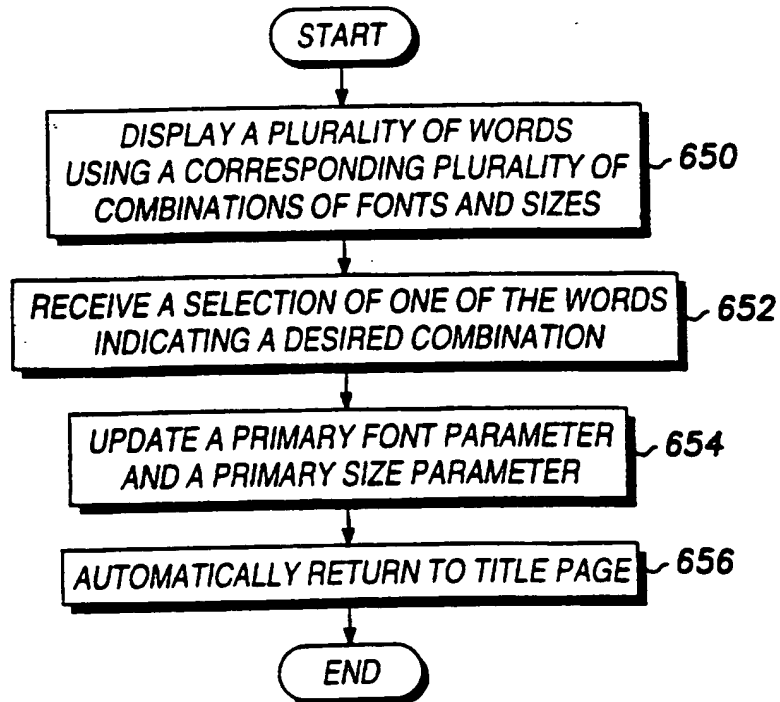 START
DISPLAY A PLURALITY OF WORDS
USING A CORRESPONDING PLURALITY OF
COMBINATIONS OF FONTS AND SIZES
650
RECEIVE A SELECTION OF ONE OF THE WORDS
INDICATING A DESIRED COMBINATION
652
UPDATE A PRIMARY FONT PARAMETER
AND A PRIMARY SIZE PARAMETER
654
AUTOMATICALLY RETURN TO TITLE PAGE
656
END